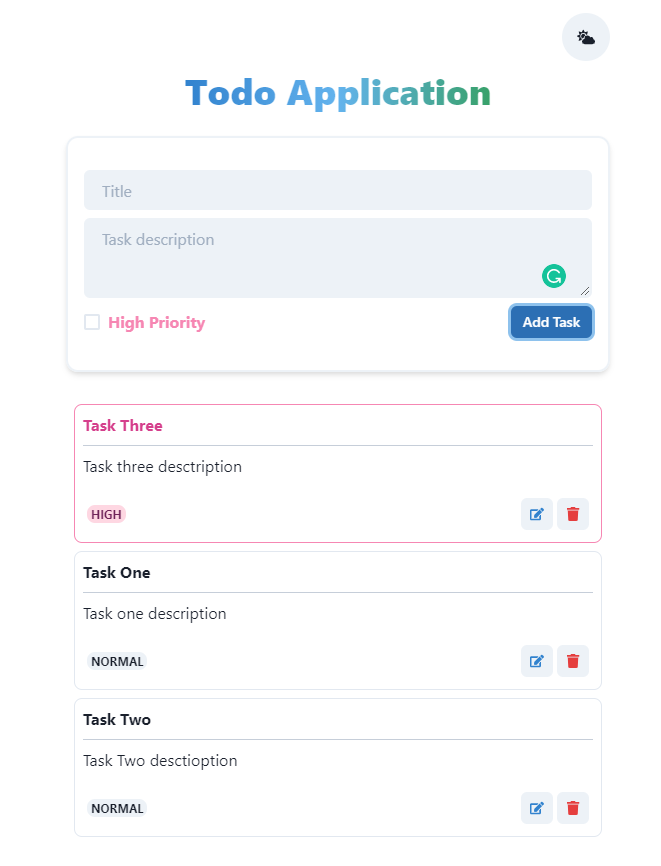 Todo Application
Title
Task description
High Priority
Add Task
Task Three
Task three desctription
HIGH
Task One
Task one description
NORMAL
Task Two
Task Two desctioption
NORMAL